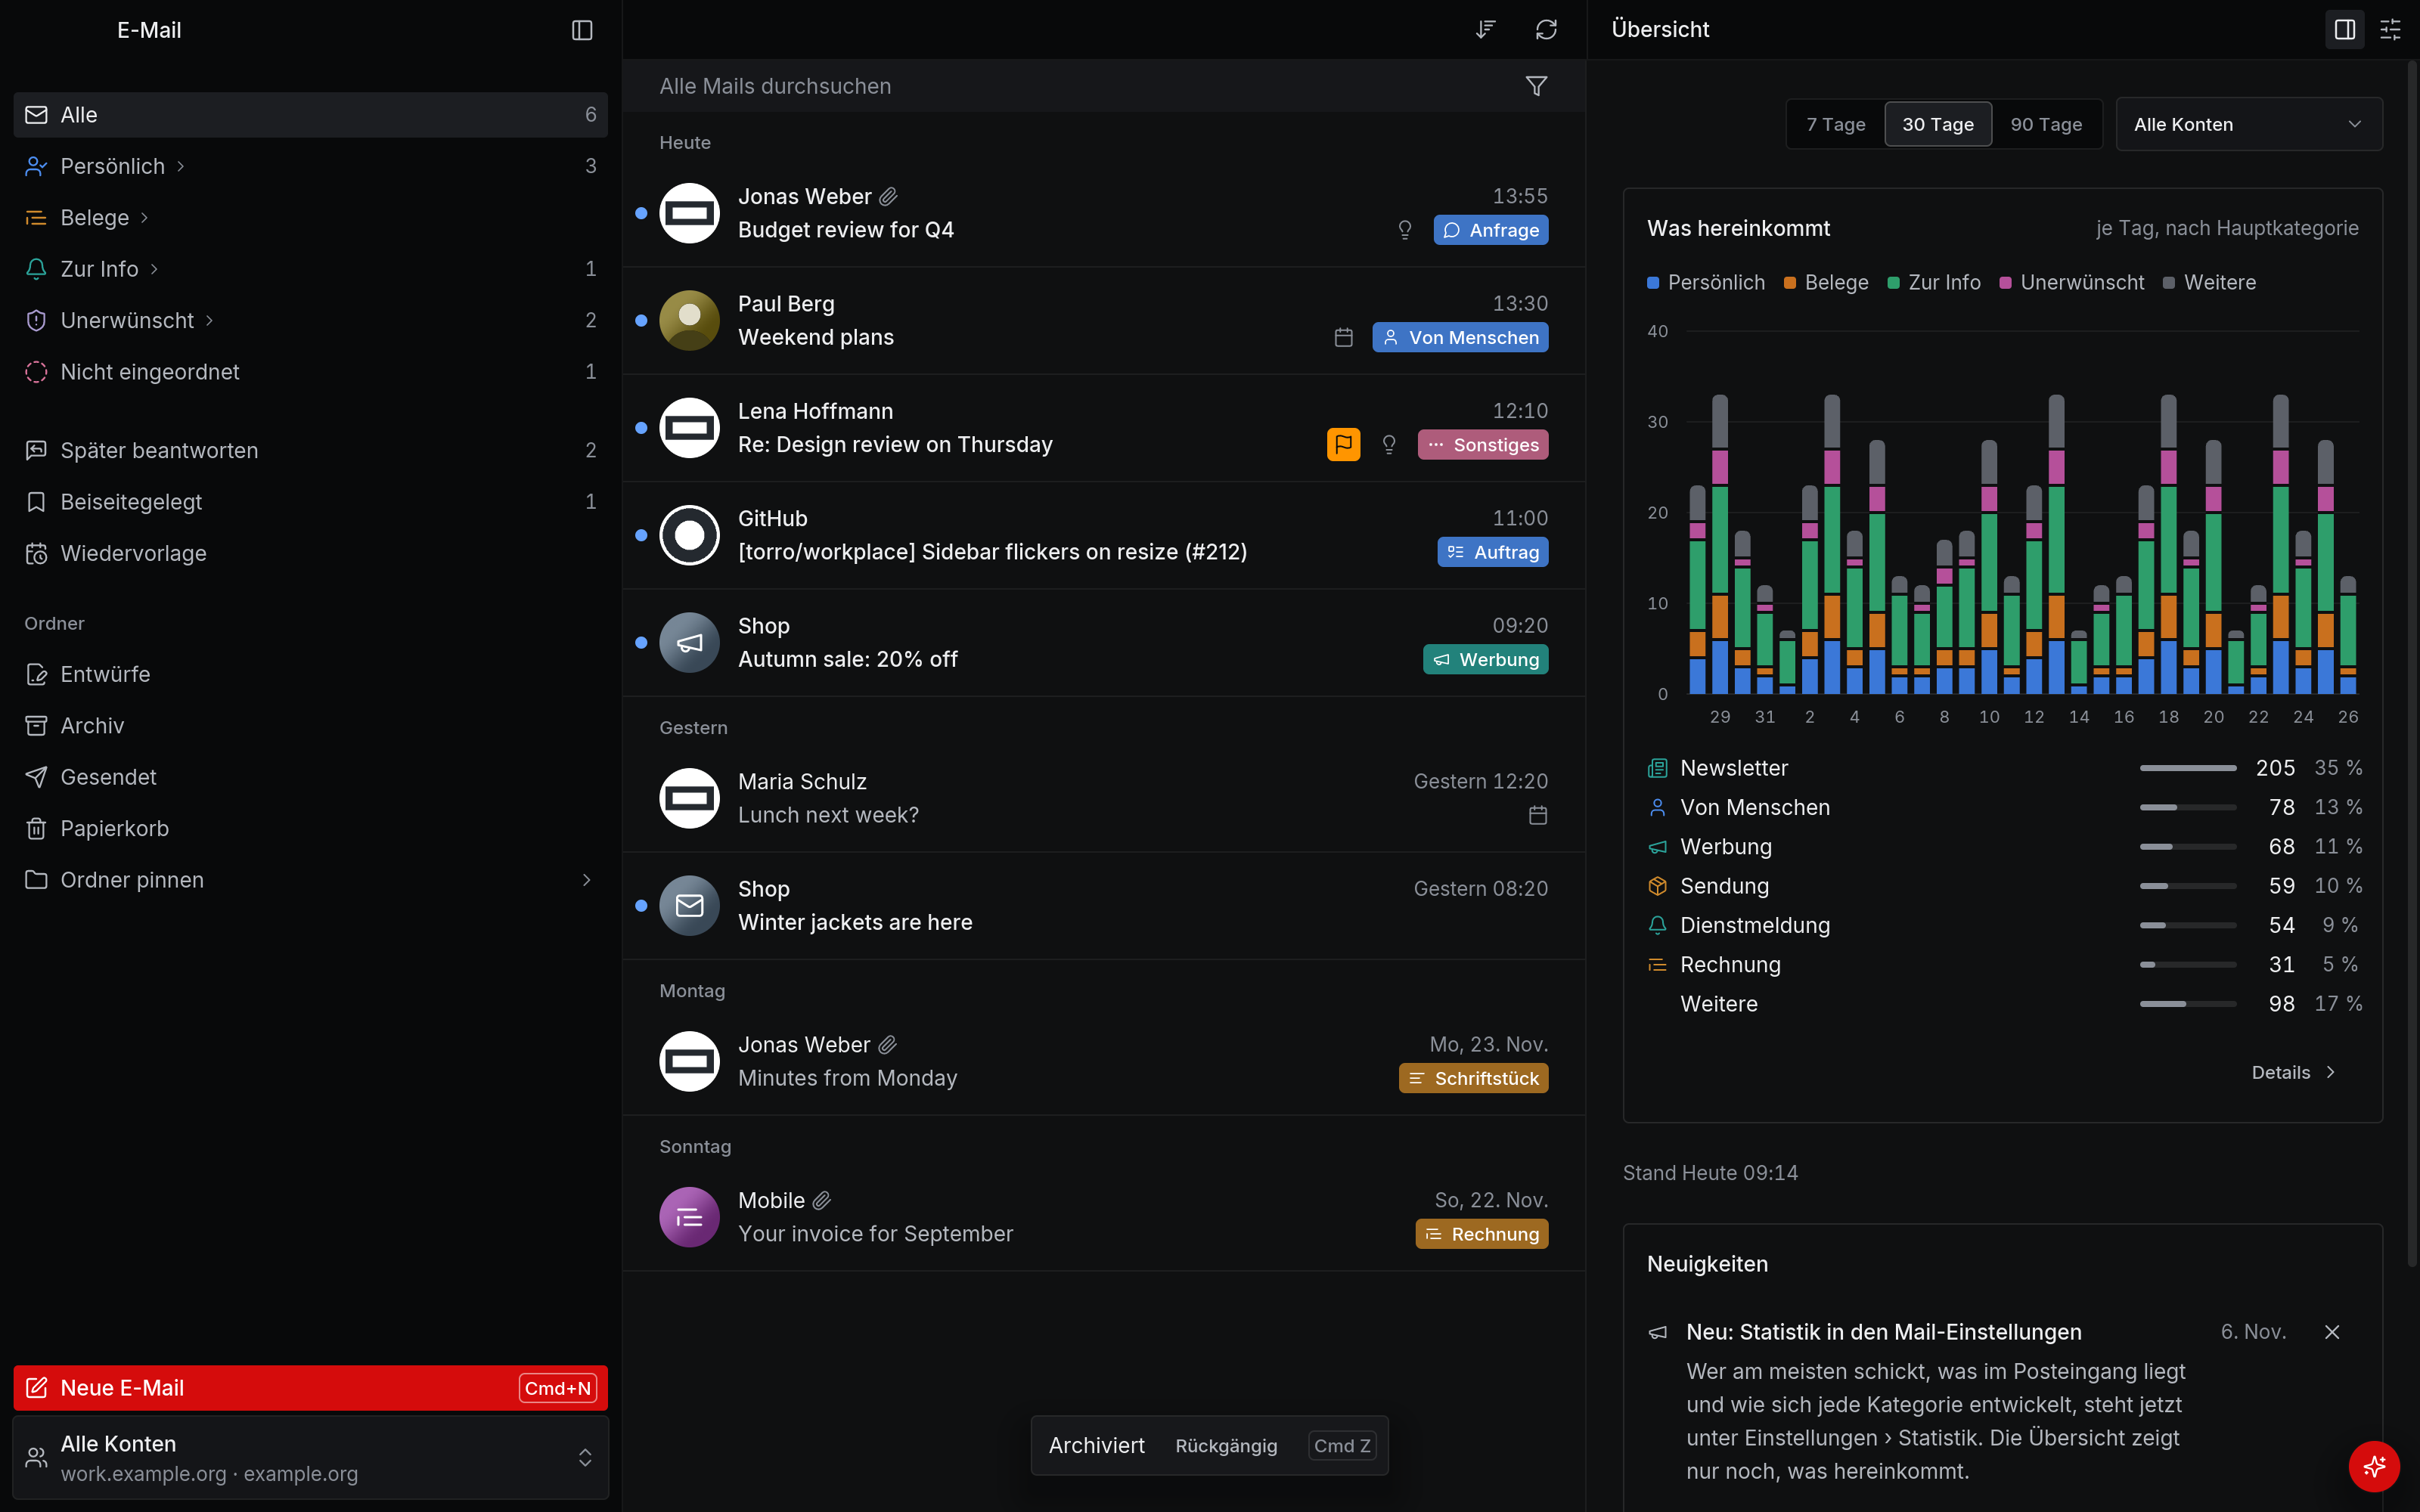 E-Mail
Alle 6
Persönlich 3
Belege
Zur Info 1
Unerwünscht 2
Nicht eingeordnet 1
Später beantworten 2
Beiseitegelegt 1
Wiedervorlage
Ordner
Entwürfe
Archiv
Gesendet
Papierkorb
Ordner pinnen
Neue E-Mail Cmd+N
Alle Konten
work.example.org · example.org
Alle Mails durchsuchen
Heute
Jonas Weber 13:55
Budget review for Q4 Anfrage
Paul Berg 13:30
Weekend plans Von Menschen
Lena Hoffmann 12:10
Re: Design review on Thursday Sonstiges
GitHub 11:00
[torro/workplace] Sidebar flickers on resize (#212) Auftrag
Shop 09:20
Autumn sale: 20% off Werbung
Gestern
Maria Schulz Gestern 12:20
Lunch next week?
Shop Gestern 08:20
Winter jackets are here
Montag
Jonas Weber Mo, 23. Nov.
Minutes from Monday Schriftstück
Sonntag
Mobile So, 22. Nov.
Your invoice for September Rechnung
Archiviert Rückgängig Cmd Z
Übersicht
7 Tage 30 Tage 90 Tage Alle Konten
Was hereinkommt je Tag, nach Hauptkategorie
Persönlich Belege Zur Info Unerwünscht Weitere
40
30
20
10
0
29 31 2 4 6 8 10 12 14 16 18 20 22 24 26
Newsletter 205 35 %
Von Menschen 78 13 %
Werbung 68 11 %
Sendung 59 10 %
Dienstmeldung 54 9 %
Rechnung 31 5 %
Weitere 98 17 %
Details
Stand Heute 09:14
Neuigkeiten
Neu: Statistik in den Mail-Einstellungen 6. Nov.
Wer am meisten schickt, was im Posteingang liegt
und wie sich jede Kategorie entwickelt, steht jetzt
unter Einstellungen › Statistik. Die Übersicht zeigt
nur noch, was hereinkommt.